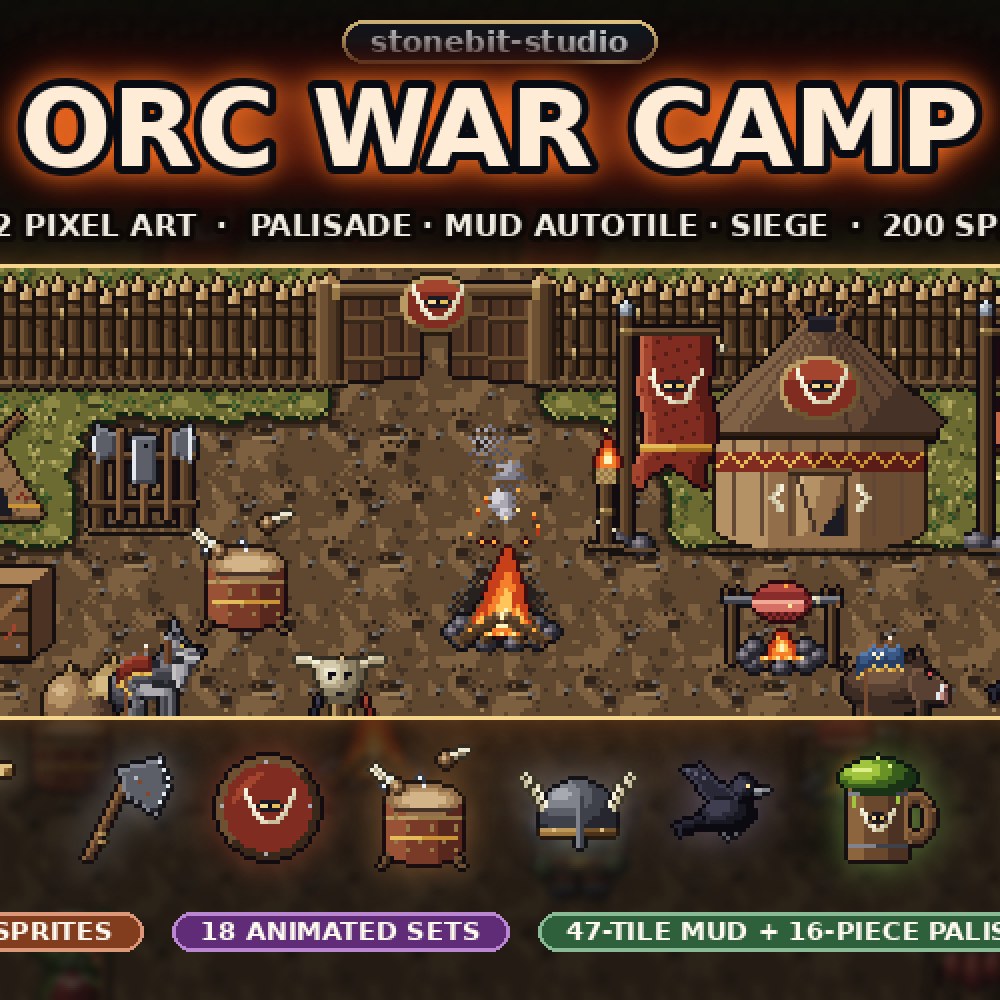 stonebit-studio
ORC WAR CAMP
2 PIXEL ART · PALISADE · MUD AUTOTILE · SIEGE · 200 SP
SPRITES
18 ANIMATED SETS
47-TILE MUD + 16-PIECE PALIS